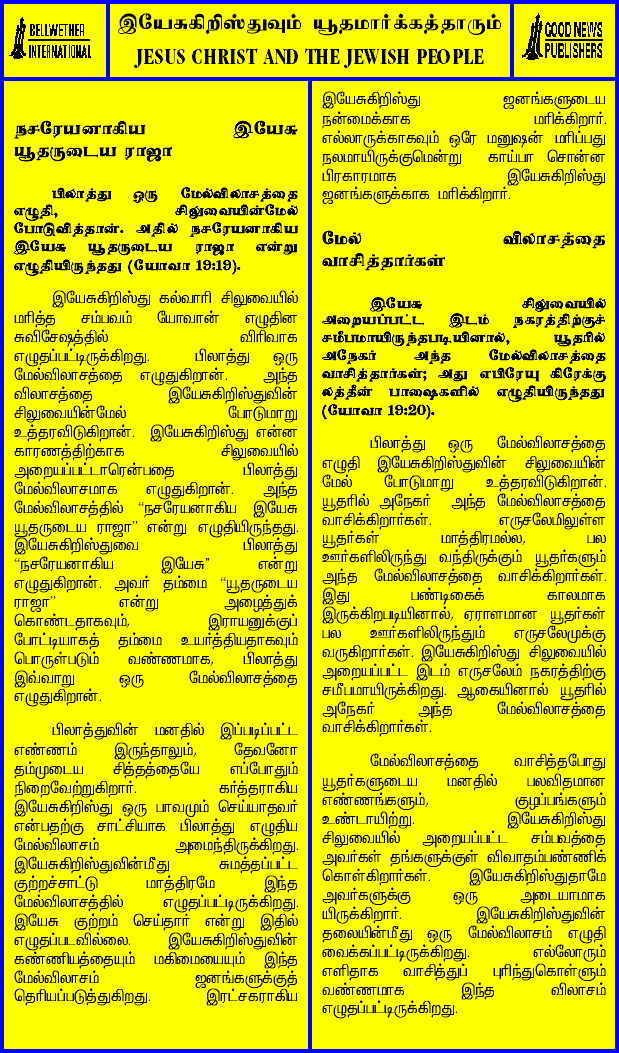 BELLWETHER
INTERNATIONAL
இயேசுகிறிஸ்துவும் யூதமார்க்கத்தாரும்
JESUS CHRIST AND THE JEWISH PEOPLE
GOOD NEWS
PUBLISHERS
நசரேயனாகிய இயேசு
யூதருடைய ராஜா
பிலாத்து ஒரு மேல்விலாசத்தை
எழுதி, சிலுவையின்மேல்
போடுவித்தான். அதில் நசரேயனாகிய
இயேசு யூதருடைய ராஜா என்று
எழுதியிருந்தது (யோவா 19:19).
இயேசுகிறிஸ்து கல்வாரி சிலுவையில்
மரித்த சம்பவம் யோவான் எழுதின
சுவிசேஷத்தில் விரிவாக
எழுதப்பட்டிருக்கிறது. பிலாத்து ஒரு
மேல்விலாசத்தை எழுதுகிறான். அந்த
விலாசத்தை இயேசுகிறிஸ்துவின்
சிலுவையின்மேல் போடுமாறு
உத்தரவிடுகிறான். இயேசுகிறிஸ்து என்ன
காரணத்திற்காக சிலுவையில்
அறையப்பட்டாரென்பதை பிலாத்து
மேல்விலாசமாக எழுதுகிறான். அந்த
மேல்விலாசத்தில் “நசரேயனாகிய இயேசு
யூதருடைய ராஜா” என்று எழுதியிருந்தது.
இயேசுகிறிஸ்துவை பிலாத்து
“நசரேயனாகிய இயேசு” என்று
எழுதுகிறான். அவர் தம்மை “யூதருடைய
ராஜா” என்று அழைத்துக்
கொண்டதாகவும், இராயனுக்குப்
போட்டியாகத் தம்மை உயர்த்தியதாகவும்
பொருள்படும் வண்ணமாக, பிலாத்து
இவ்வாறு ஒரு மேல்விலாசத்தை
எழுதுகிறான்.
பிலாத்துவின் மனதில் இப்படிப்பட்ட
எண்ணம் இருந்தாலும், தேவனோ
தம்முடைய சித்தத்தையே எப்போதும்
நிறைவேற்றுகிறார். கர்த்தராகிய
இயேசுகிறிஸ்து ஒரு பாவமும் செய்யாதவர்
என்பதற்கு சாட்சியாக பிலாத்து எழுதிய
மேல்விலாசம் அமைந்திருக்கிறது.
இயேசுகிறிஸ்துவின்மீது சுமத்தப்பட்ட
குற்றச்சாட்டு மாத்திரமே இந்த
மேல்விலாசத்தில் எழுதப்பட்டிருக்கிறது.
இயேசு குற்றம் செய்தார் என்று இதில்
எழுதப்படவில்லை. இயேசுகிறிஸ்துவின்
கண்ணியத்தையும் மகிமையையும் இந்த
மேல்விலாசம் ஜனங்களுக்குத்
தெரியப்படுத்துகிறது. இரட்சகராகிய
இயேசுகிறிஸ்து ஜனங்களுடைய
நன்மைக்காக மரிக்கிறார்.
எல்லாருக்காகவும் ஒரே மனுஷன் மரிப்பது
நலமாயிருக்குமென்று காய்பா சொன்ன
பிரகாரமாக இயேசுகிறிஸ்து
ஜனங்களுக்காக மரிக்கிறார்.
மேல் விலாசத்தை
வாசித்தார்கள்
இயேசு சிலுவையில்
அறையப்பட்ட இடம் நகரத்திற்குச்
சமீபமாயிருந்தபடியினால், யூதரில்
அநேகர் அந்த மேல்விலாசத்தை
வாசித்தார்கள்; அது எபிரேயு கிரேக்கு
லத்தீன் பாஷைகளில் எழுதியிருந்தது
(யோவா 19:20).
பிலாத்து ஒரு மேல்விலாசத்தை
எழுதி இயேசுகிறிஸ்துவின் சிலுவையின்
மேல் போடுமாறு உத்தரவிடுகிறான்.
யூதரில் அநேகர் அந்த மேல்விலாசத்தை
வாசிக்கிறார்கள். எருசலேமிலுள்ள
யூதர்கள் மாத்திரமல்ல, பல
ஊர்களிலிருந்து வந்திருக்கும் யூதர்களும்
அந்த மேல்விலாசத்தை வாசிக்கிறார்கள்.
இது பண்டிகைக் காலமாக
இருக்கிறபடியினால், ஏராளமான யூதர்கள்
பல ஊர்களிலிருந்தும் எருசலேமுக்கு
வருகிறார்கள். இயேசுகிறிஸ்து சிலுவையில்
அறையப்பட்ட இடம் எருசலேம் நகரத்திற்கு
சமீபமாயிருக்கிறது. ஆகையினால் யூதரில்
அநேகர் அந்த மேல்விலாசத்தை
வாசிக்கிறார்கள்.
மேல்விலாசத்தை வாசித்தபோது
யூதர்களுடைய மனதில் பலவிதமான
எண்ணங்களும், குழப்பங்களும்
உண்டாயிற்று. இயேசுகிறிஸ்து
சிலுவையில் அறையப்பட்ட சம்பவத்தை
அவர்கள் தங்களுக்குள் விவாதம்பண்ணிக்
கொள்கிறார்கள். இயேசுகிறிஸ்துதாமே
அவர்களுக்கு ஒரு அடையாமாக
யிருக்கிறார். இயேசுகிறிஸ்துவின்
தலையின்மீது ஒரு மேல்விலாசம் எழுதி
வைக்கப்பட்டிருக்கிறது. எல்லோரும்
எளிதாக வாசித்துப் புரிந்துகொள்ளும்
வண்ணமாக இந்த விலாசம்
எழுதப்பட்டிருக்கிறது.